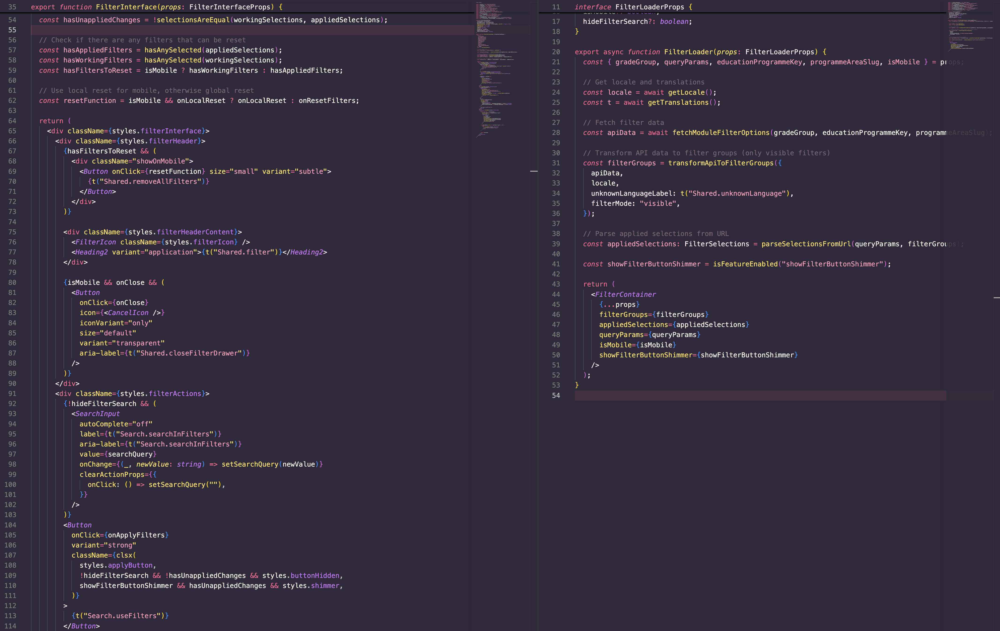 35 export function FilterInterface(props: FilterInterfaceProps) {
54 const hasUnappliedChanges = !selectionsAreEqual(workingSelections, appliedSelections);
55
56 // Check if there are any filters that can be reset
57 const hasAppliedFilters = hasAnySelected(appliedSelections);
58 const hasWorkingFilters = hasAnySelected(workingSelections);
59 const hasFiltersToReset = isMobile ? hasWorkingFilters : hasAppliedFilters;
60
61 // Use local reset for mobile, otherwise global reset
62 const resetFunction = isMobile && onLocalReset ? onLocalReset : onResetFilters;
63
64 return (
65 <div className={styles.filterInterface}>
66 <div className={styles.filterHeader}>
67 {hasFiltersToReset && (
68 <div className="showOnMobile">
69 <Button onClick={resetFunction} size="small" variant="subtle">
70 {t("Shared.removeAllFilters")}
71 </Button>
72 </div>
73 )}
74
75 <div className={styles.filterHeaderContent}>
76 <FilterIcon className={styles.filterIcon} />
77 <Heading2 variant="application">{t("Shared.filter")}</Heading2>
78 </div>
79
80 {isMobile && onClose && (
81 <Button
82 onClick={onClose}
83 icon={<CancelIcon />}
84 iconVariant="only"
85 size="default"
86 variant="transparent"
87 aria-label={t("Shared.closeFilterDrawer")}
88 />
89 )}
90 </div>
91 <div className={styles.filterActions}>
92 {!hideFilterSearch && (
93 <SearchInput
94 autoComplete="off"
95 label={t("Search.searchInFilters")}
96 aria-label={t("Search.searchInFilters")}
97 value={searchQuery}
98 onChange={(_, newValue: string) => setSearchQuery(newValue)}
99 clearActionProps={{
100 onClick: () => setSearchQuery(""),
101 }}
102 />
103 )}
104 <Button
105 onClick={onApplyFilters}
106 variant="strong"
107 className={clsx(
108 styles.applyButton,
109 !hideFilterSearch && !hasUnappliedChanges && styles.buttonHidden,
110 showFilterButtonShimmer && hasUnappliedChanges && styles.shimmer,
111 )}
112 >
113 {t("Search.useFilters")}
114 </Button>
11 interface FilterLoaderProps {
16 isMobile?: boolean;
17 hideFilterSearch?: boolean;
18 }
19
20 export async function FilterLoader(props: FilterLoaderProps) {
21 const { gradeGroup, queryParams, educationProgrammeKey, programmeAreaSlug, isMobile } = props;
22
23 // Get locale and translations
24 const locale = await getLocale();
25 const t = await getTranslations();
26
27 // Fetch filter data
28 const apiData = await fetchModuleFilterOptions(gradeGroup, educationProgrammeKey, programmeAreaSlug);
29
30 // Transform API data to filter groups (only visible filters)
31 const filterGroups = transformApiToFilterGroups({
32 apiData,
33 locale,
34 unknownLanguageLabel: t("Shared.unknownLanguage"),
35 filterMode: "visible",
36 });
37
38 // Parse applied selections from URL
39 const appliedSelections: FilterSelections = parseSelectionsFromUrl(queryParams, filterGroups);
40
41 const showFilterButtonShimmer = isFeatureEnabled("showFilterButtonShimmer");
42
43 return (
44 <FilterContainer
45 {...props}
46 filterGroups={filterGroups}
47 appliedSelections={appliedSelections}
48 queryParams={queryParams}
49 isMobile={isMobile}
50 showFilterButtonShimmer={showFilterButtonShimmer}
51 />
52 );
53 }
54